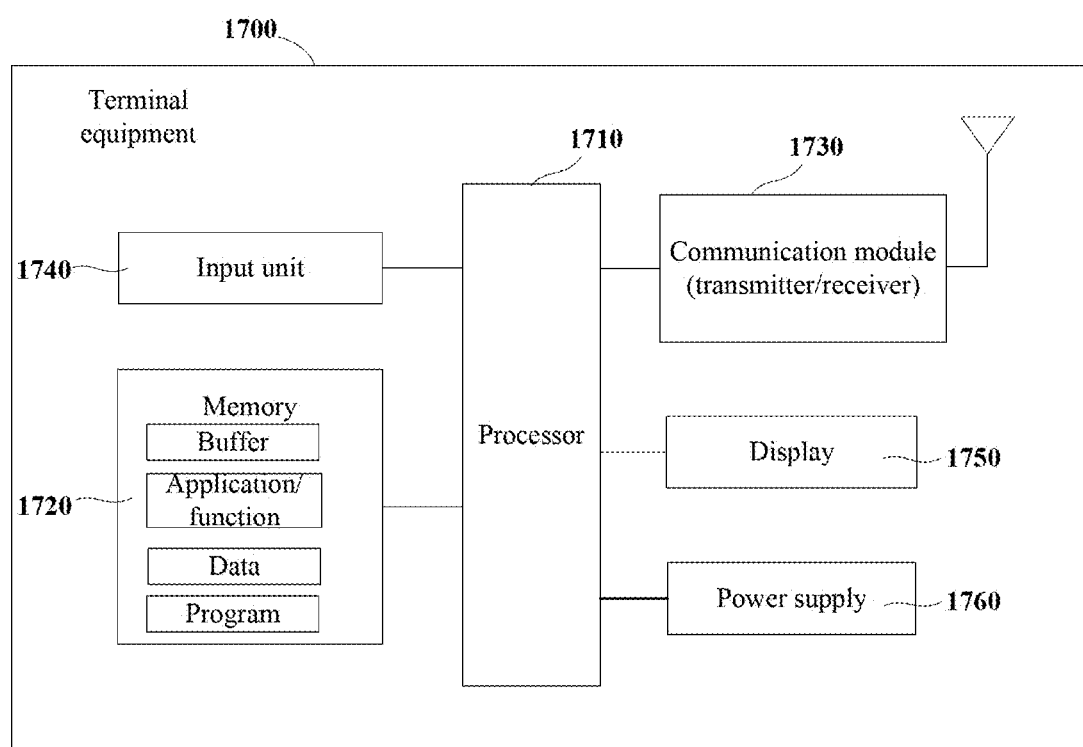 1700
Terminal
equipment
1710
1730
1740
Input unit
Communication module
(transmitter/receiver)
Memory
Buffer
Application/
function
Data
Program
1720
Processor
Display
1750
Power supply
1760